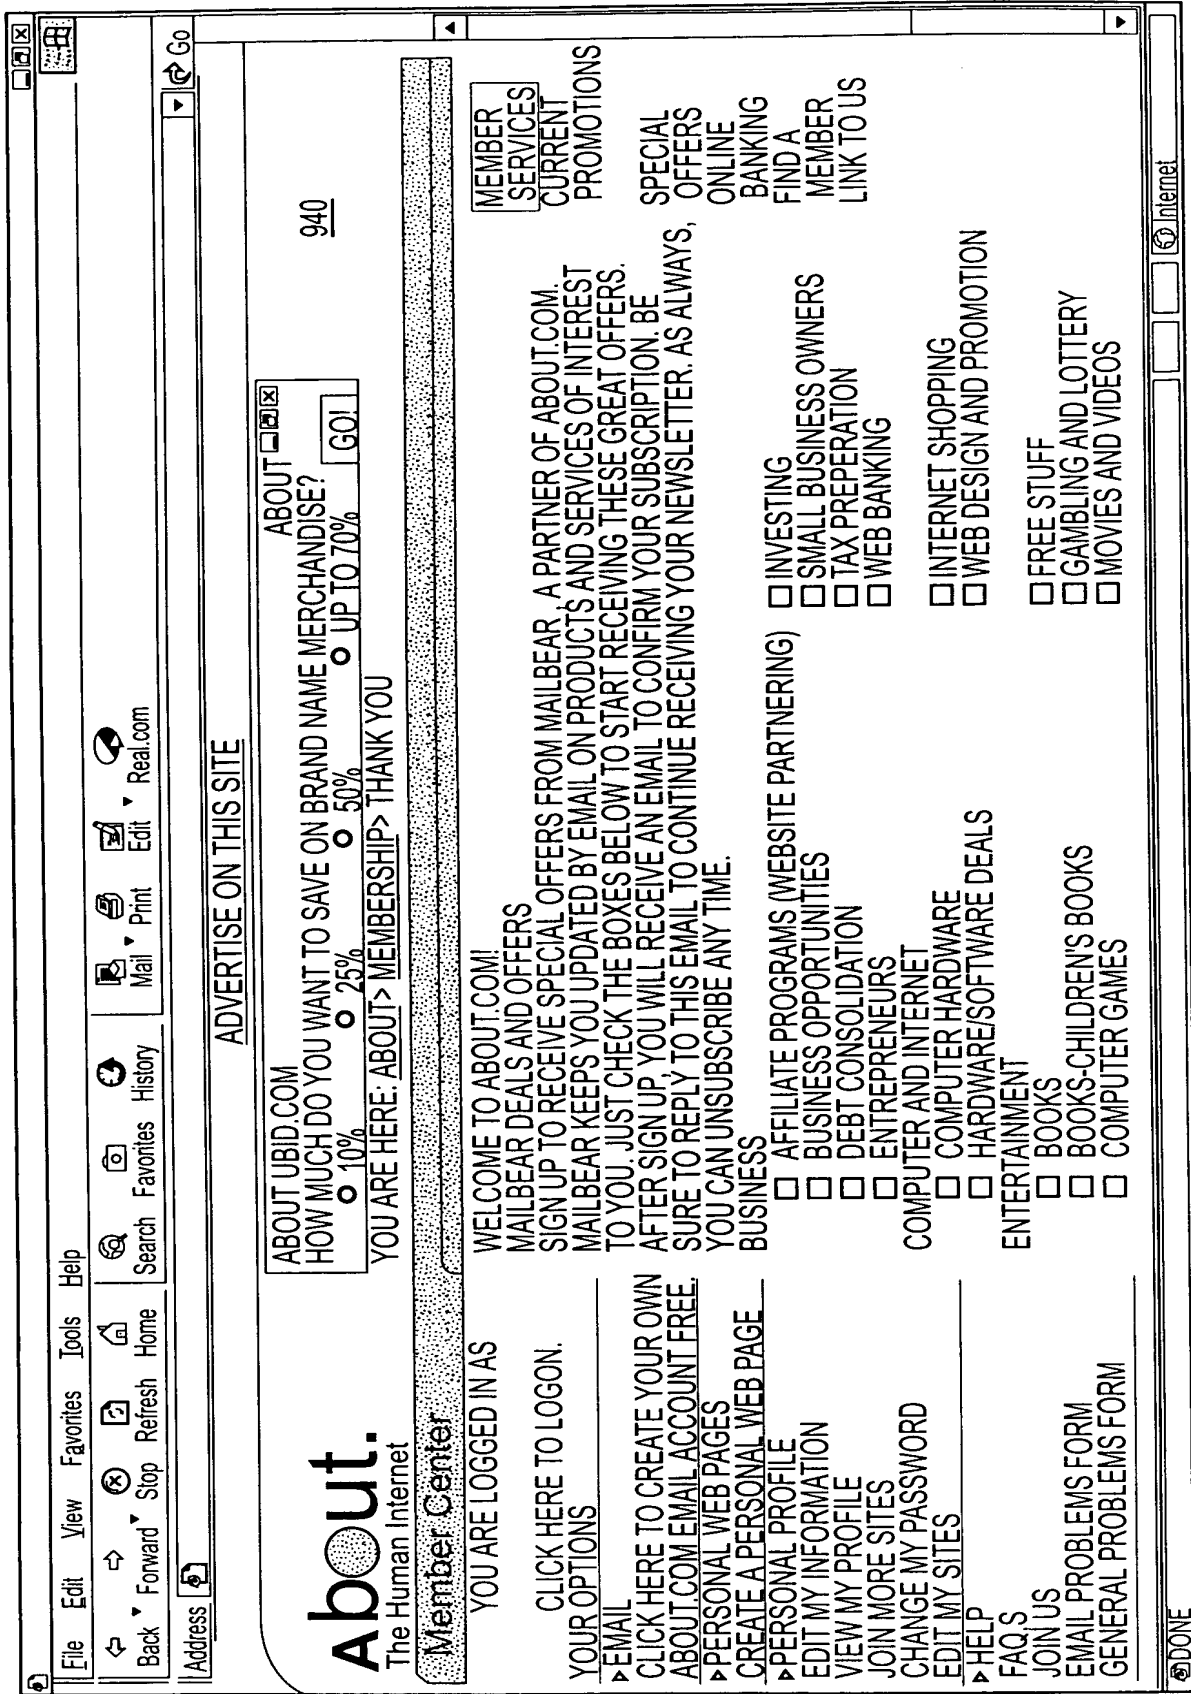 File Edit View Favorites Tools Help
Back Forward Stop Refresh Home Search Favorites History Mail Print Edit Real.com
Address Go
ADVERTISE ON THIS SITE
About.
The Human Internet
ABOUT UBID.COM ABOUT
HOW MUCH DO YOU WANT TO SAVE ON BRAND NAME MERCHANDISE?
10% 25% 50% UP TO 70% GO!
940
YOU ARE HERE: ABOUT> MEMBERSHIP> THANK YOU
Member Center
YOU ARE LOGGED IN AS
CLICK HERE TO LOGON.
YOUR OPTIONS
EMAIL
CLICK HERE TO CREATE YOUR OWN
ABOUT.COM EMAIL ACCOUNT FREE.
PERSONAL WEB PAGES
CREATE A PERSONAL WEB PAGE
PERSONAL PROFILE
EDIT MY INFORMATION
VIEW MY PROFILE
JOIN MORE SITES
CHANGE MY PASSWORD
EDIT MY SITES
HELP
FAQ,S
JOIN US
EMAIL PROBLEMS FORM
GENERAL PROBLEMS FORM
WELCOME TO ABOUT.COM!
MAILBEAR DEALS AND OFFERS
SIGN UP TO RECEIVE SPECIAL OFFERS FROM MAILBEAR, A PARTNER OF ABOUT.COM.
MAILBEAR KEEPS YOU UPDATED BY EMAIL ON PRODUCTS AND SERVICES OF INTEREST
TO YOU. JUST CHECK THE BOXES BELOW TO START RECEIVING THESE GREAT OFFERS.
AFTER SIGN UP, YOU WILL RECEIVE AN EMAIL TO CONFIRM YOUR SUBSCRIPTION. BE
SURE TO REPLY TO THIS EMAIL TO CONTINUE RECEIVING YOUR NEWSLETTER. AS ALWAYS,
YOU CAN UNSUBSCRIBE ANY TIME.
BUSINESS
AFFILIATE PROGRAMS (WEBSITE PARTNERING) INVESTING
BUSINESS OPPORTUNITIES SMALL BUSINESS OWNERS
DEBT CONSOLIDATION TAX PREPERATION
ENTREPRENEURS WEB BANKING
COMPUTER AND INTERNET
COMPUTER HARDWARE INTERNET SHOPPING
HARDWARE/SOFTWARE DEALS WEB DESIGN AND PROMOTION
ENTERTAINMENT
BOOKS FREE STUFF
BOOKS-CHILDREN'S BOOKS GAMBLING AND LOTTERY
COMPUTER GAMES MOVIES AND VIDEOS
MEMBER
SERVICES
CURRENT
PROMOTIONS
SPECIAL
OFFERS
ONLINE
BANKING
FIND A
MEMBER
LINK TO US
DONE Internet